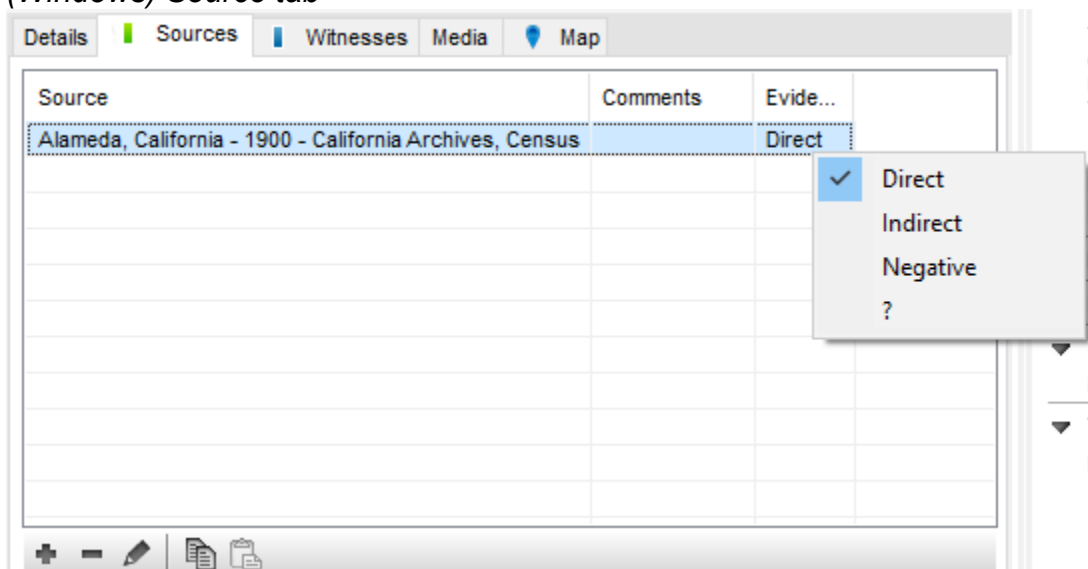 (Windows) Source tab
Details Sources Witnesses Media Map
Source Comments Evide...
Alameda, California - 1900 - California Archives, Census Direct
Direct
Indirect
Negative
?